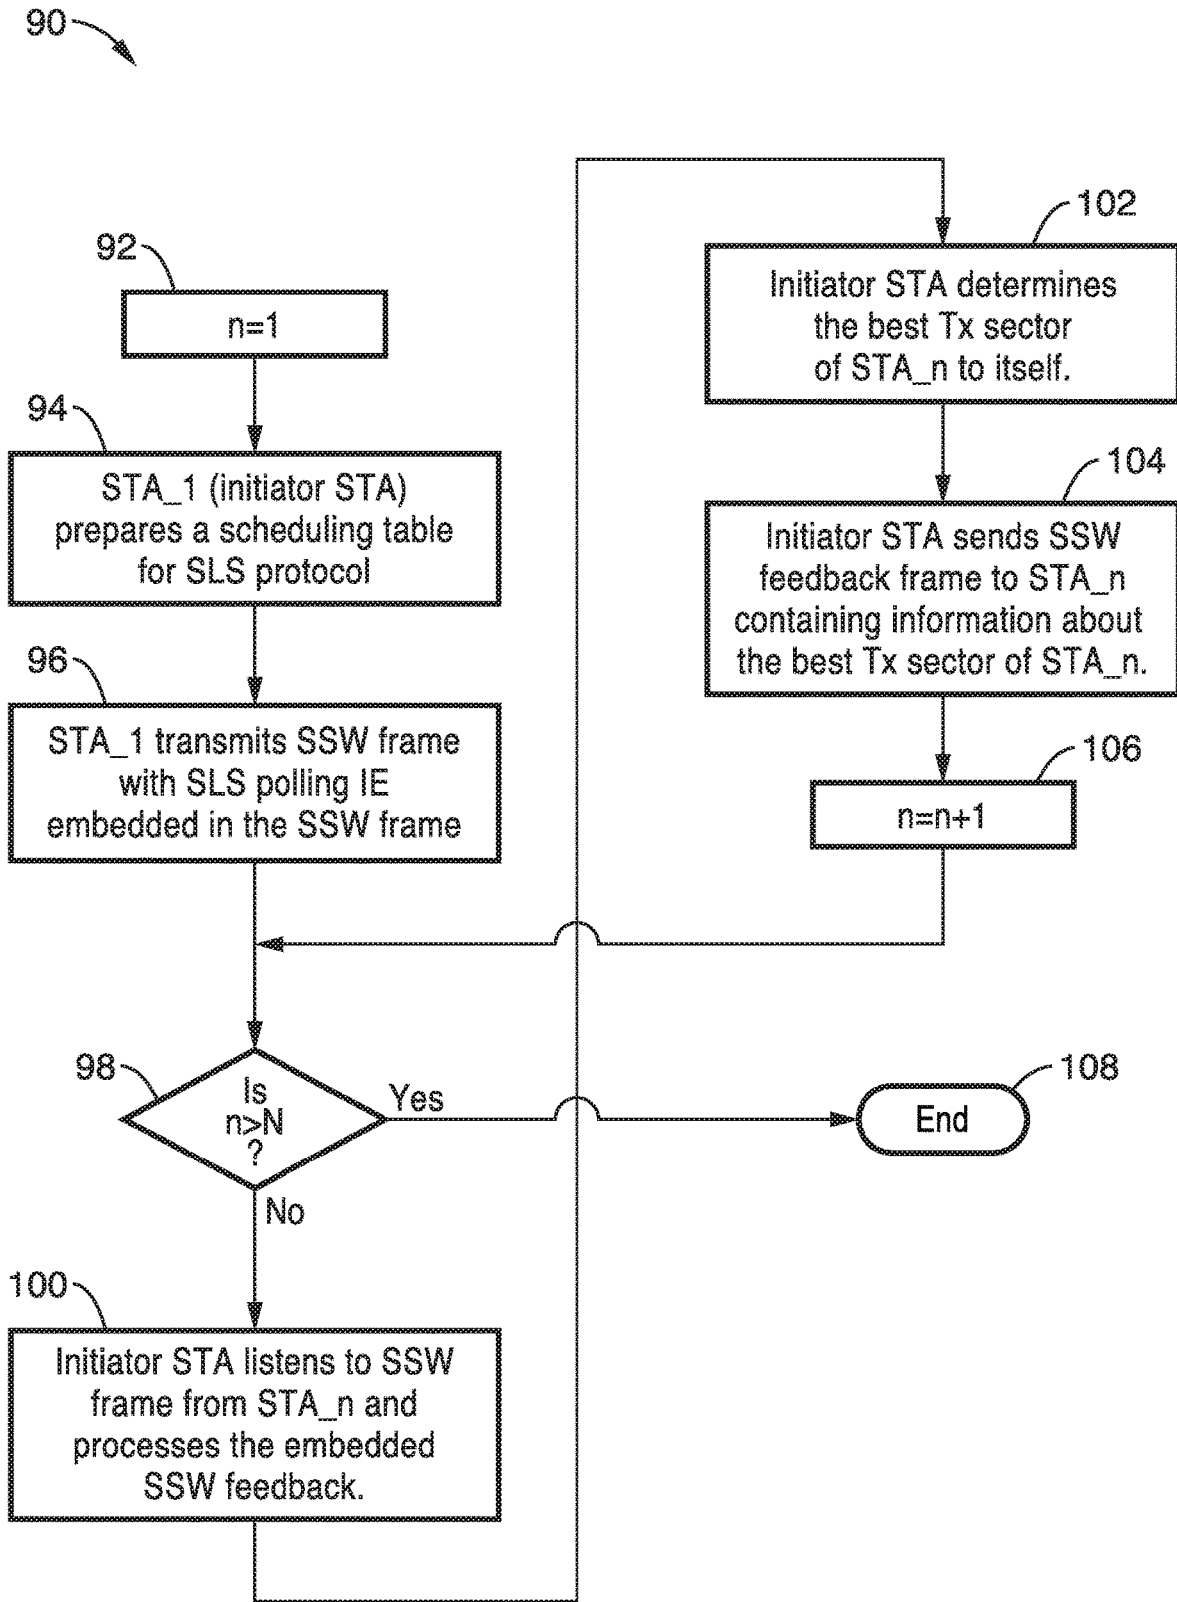 90
92
n=1
94
STA_1 (initiator STA)
prepares a scheduling table
for SLS protocol
96
STA_1 transmits SSW frame
with SLS polling IE
embedded in the SSW frame
98
Is
n>N
?
Yes
No
100
Initiator STA listens to SSW
frame from STA_n and
processes the embedded
SSW feedback.
102
Initiator STA determines
the best Tx sector
of STA_n to itself.
104
Initiator STA sends SSW
feedback frame to STA_n
containing information about
the best Tx sector of STA_n.
106
n=n+1
108
End